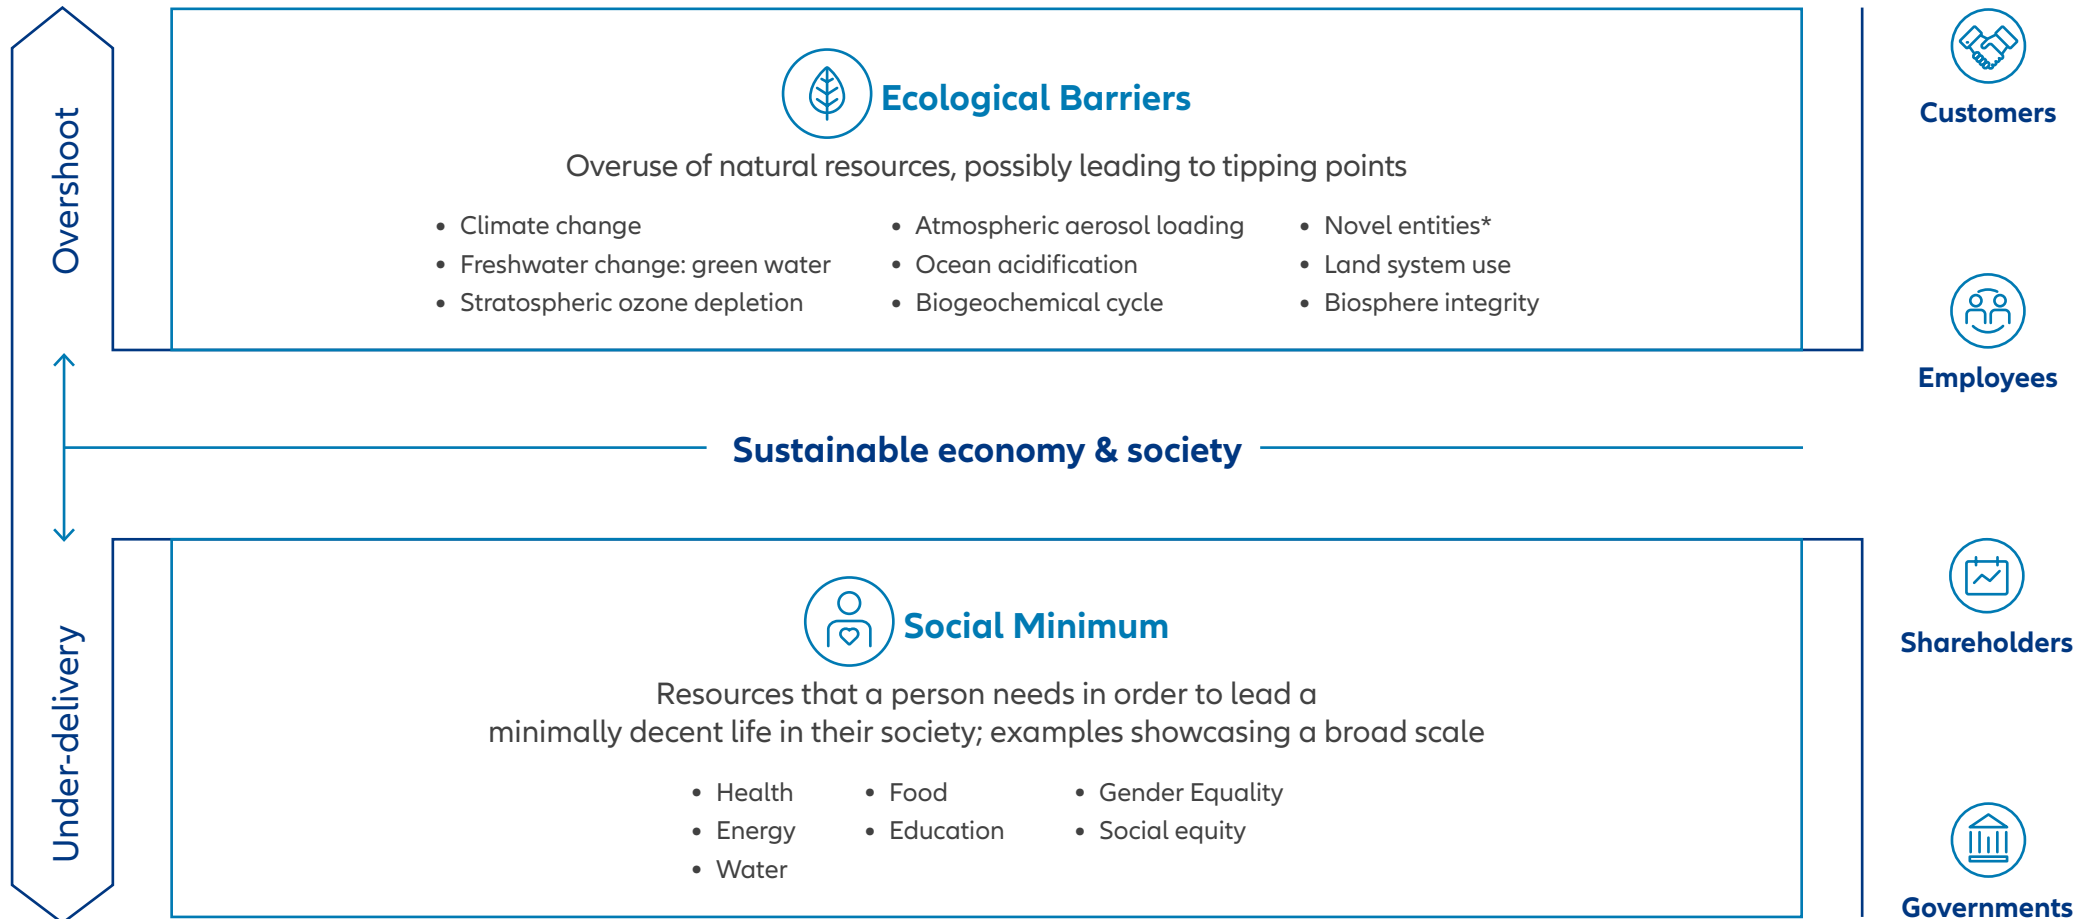 Overshoot
Ecological Barriers
Overuse of natural resources, possibly leading to tipping points
• Climate change
• Freshwater change: green water
• Stratospheric ozone depletion
• Atmospheric aerosol loading
• Ocean acidification
• Biogeochemical cycle
• Novel entities*
• Land system use
• Biosphere integrity
Sustainable economy & society
Under-delivery
Social Minimum
Resources that a person needs in order to lead a
minimally decent life in their society; examples showcasing a broad scale
• Health
• Energy
• Water
• Food
• Education
• Gender Equality
• Social equity
Customers
Employees
Shareholders
Governments